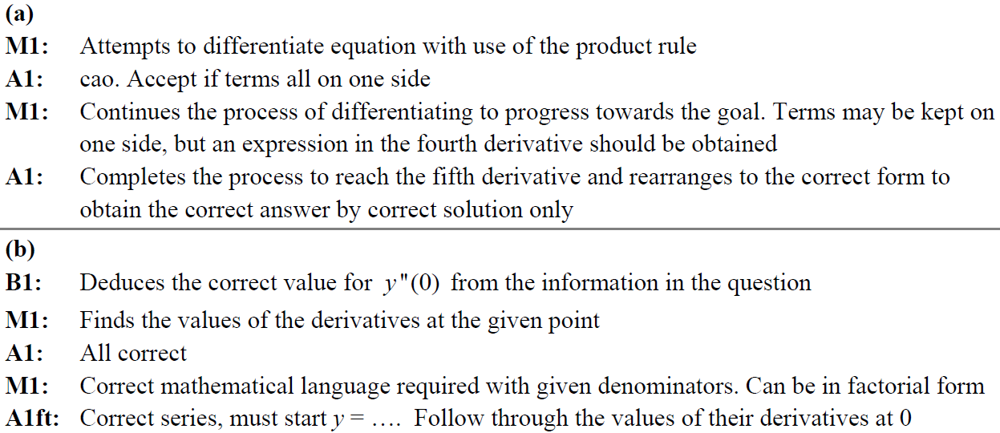 (a)
M1: Attempts to differentiate equation with use of the product rule
A1: cao. Accept if terms all on one side
M1: Continues the process of differentiating to progress towards the goal. Terms may be kept on
one side, but an expression in the fourth derivative should be obtained
A1: Completes the process to reach the fifth derivative and rearranges to the correct form to
obtain the correct answer by correct solution only
(b)
B1: Deduces the correct value for y"(0) from the information in the question
M1: Finds the values of the derivatives at the given point
A1: All correct
M1: Correct mathematical language required with given denominators. Can be in factorial form
A1ft: Correct series, must start y = …. Follow through the values of their derivatives at 0